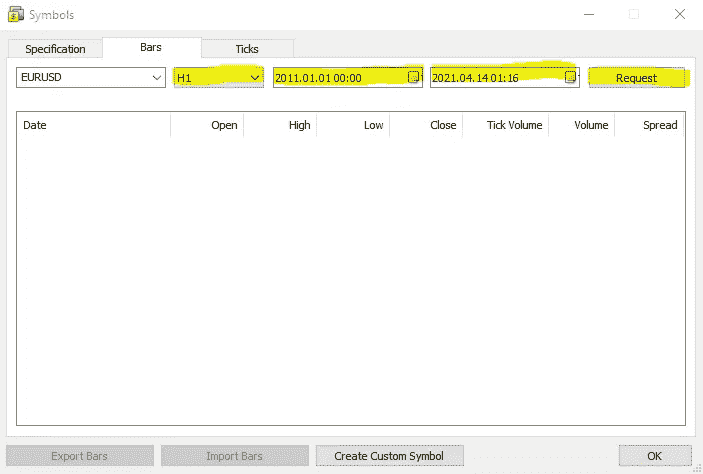 Symbols
Specification Bars Ticks
EURUSD H1 2011.01.01 00:00 2021.04.14 01:16 Request
Date Open High Low Close Tick Volume Volume Spread
Export Bars Import Bars Create Custom Symbol OK